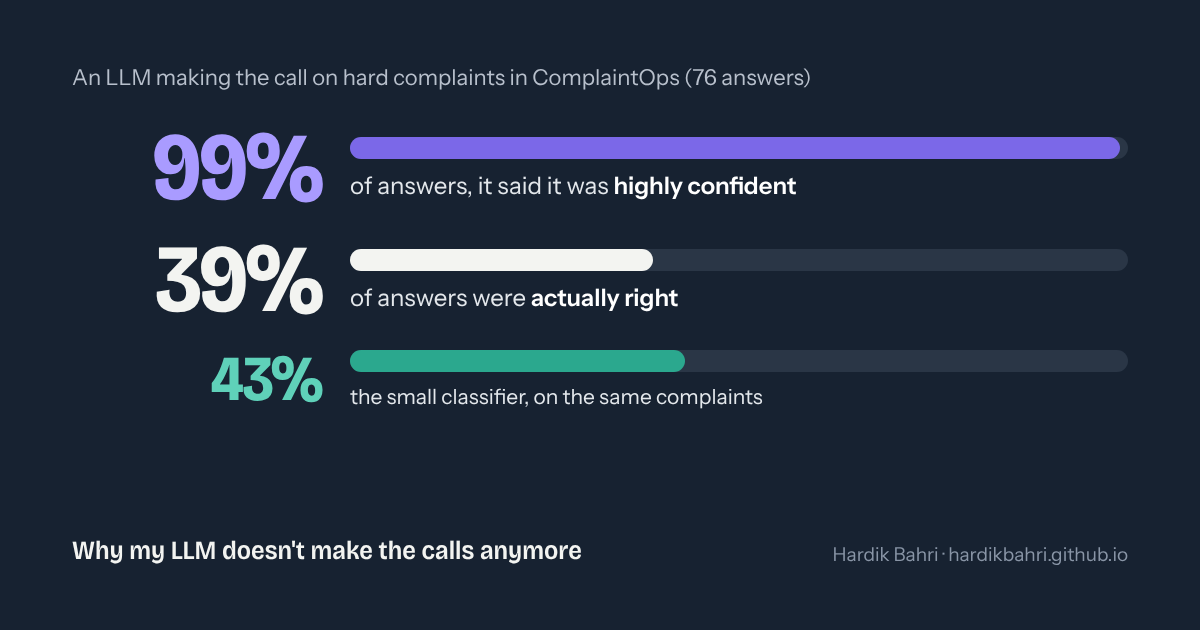 An LLM making the call on hard complaints in ComplaintOps (76 answers)
99%
of answers, it said it was highly confident
39%
of answers were actually right
43%
the small classifier, on the same complaints
Why my LLM doesn't make the calls anymore
Hardik Bahri · hardikbahri.github.io